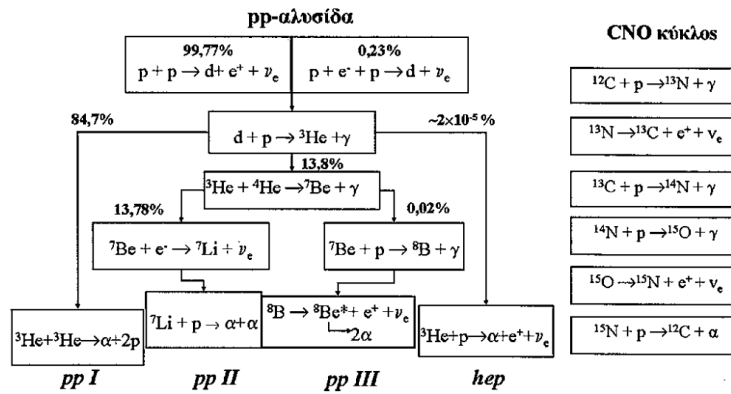 pp-αλυσίδα
99,77%
p + p → d+ e⁺ + νₑ
0,23%
p + e⁻ + p → d + νₑ
84,7%
d + p → ³He +γ
~2×10⁻⁵ %
13,8%
³He + ⁴He →⁷Be + γ
13,78%
0,02%
⁷Be + e⁻ → ⁷Li + νₑ
⁷Be + p → ⁸B + γ
³He+³He→α+2p
⁷Li + p → α+α
⁸B → ⁸Be* + e⁺ + νₑ
2α
³He+p→α+e⁺+νₑ
pp I
pp II
pp III
hep
CNO κύκλος
¹²C + p →¹³N + γ
¹³N →¹³C + e⁺ + νₑ
¹³C + p →¹⁴N + γ
¹⁴N + p →¹⁵O + γ
¹⁵O →¹⁵N + e⁺ + νₑ
¹⁵N + p →¹²C + α